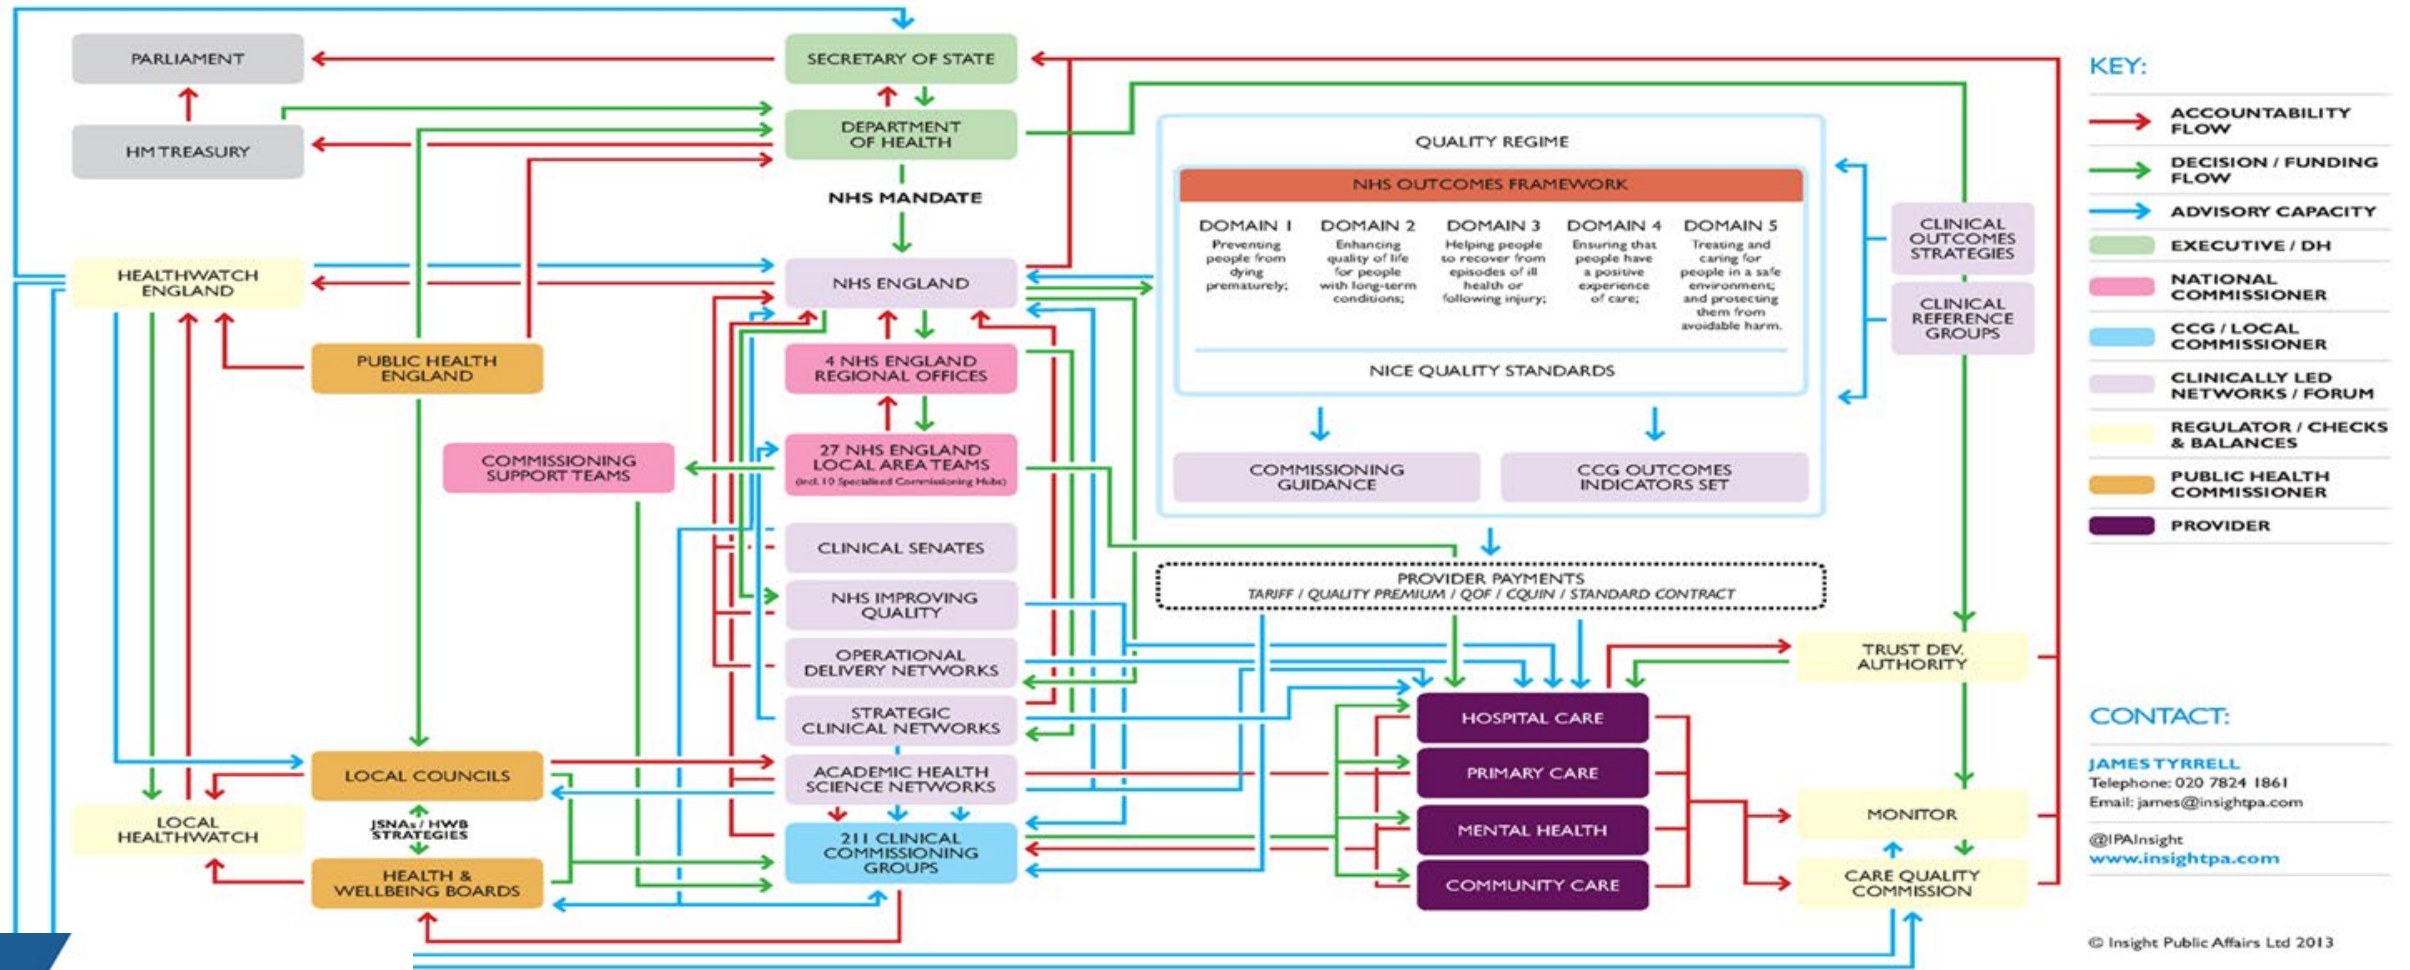 PARLIAMENT
SECRETARY OF STATE
HM TREASURY
DEPARTMENT
OF HEALTH
NHS MANDATE
HEALTHWATCH
ENGLAND
NHS ENGLAND
PUBLIC HEALTH
ENGLAND
4 NHS ENGLAND
REGIONAL OFFICES
COMMISSIONING
SUPPORT TEAMS
27 NHS ENGLAND
LOCAL AREA TEAMS
(incl. 10 Specialised Commissioning Hubs)
CLINICAL SENATES
NHS IMPROVING
QUALITY
OPERATIONAL
DELIVERY NETWORKS
STRATEGIC
CLINICAL NETWORKS
LOCAL COUNCILS
ACADEMIC HEALTH
SCIENCE NETWORKS
LOCAL
HEALTHWATCH
JSNAs / HWB
STRATEGIES
211 CLINICAL
COMMISSIONING
GROUPS
HEALTH &
WELLBEING BOARDS
QUALITY REGIME
NHS OUTCOMES FRAMEWORK
DOMAIN 1
Preventing
people from
dying
prematurely;
DOMAIN 2
Enhancing
quality of life
for people
with long-term
conditions;
DOMAIN 3
Helping people
to recover from
episodes of ill
health or
following injury;
DOMAIN 4
Ensuring that
people have
a positive
experience
of care;
DOMAIN 5
Treating and
caring for
people in a safe
environment;
and protecting
them from
avoidable harm.
NICE QUALITY STANDARDS
COMMISSIONING
GUIDANCE
CCG OUTCOMES
INDICATORS SET
CLINICAL
OUTCOMES
STRATEGIES
CLINICAL
REFERENCE
GROUPS
PROVIDER PAYMENTS
TARIFF / QUALITY PREMIUM / QOF / CQUIN / STANDARD CONTRACT
HOSPITAL CARE
PRIMARY CARE
MENTAL HEALTH
COMMUNITY CARE
TRUST DEV.
AUTHORITY
MONITOR
CARE QUALITY
COMMISSION
KEY:
ACCOUNTABILITY
FLOW
DECISION / FUNDING
FLOW
ADVISORY CAPACITY
EXECUTIVE / DH
NATIONAL
COMMISSIONER
CCG / LOCAL
COMMISSIONER
CLINICALLY LED
NETWORKS / FORUM
REGULATOR / CHECKS
& BALANCES
PUBLIC HEALTH
COMMISSIONER
PROVIDER
CONTACT:
JAMES TYRRELL
Telephone: 020 7824 1861
Email: james@insightpa.com
@IPAInsight
www.insightpa.com
© Insight Public Affairs Ltd 2013